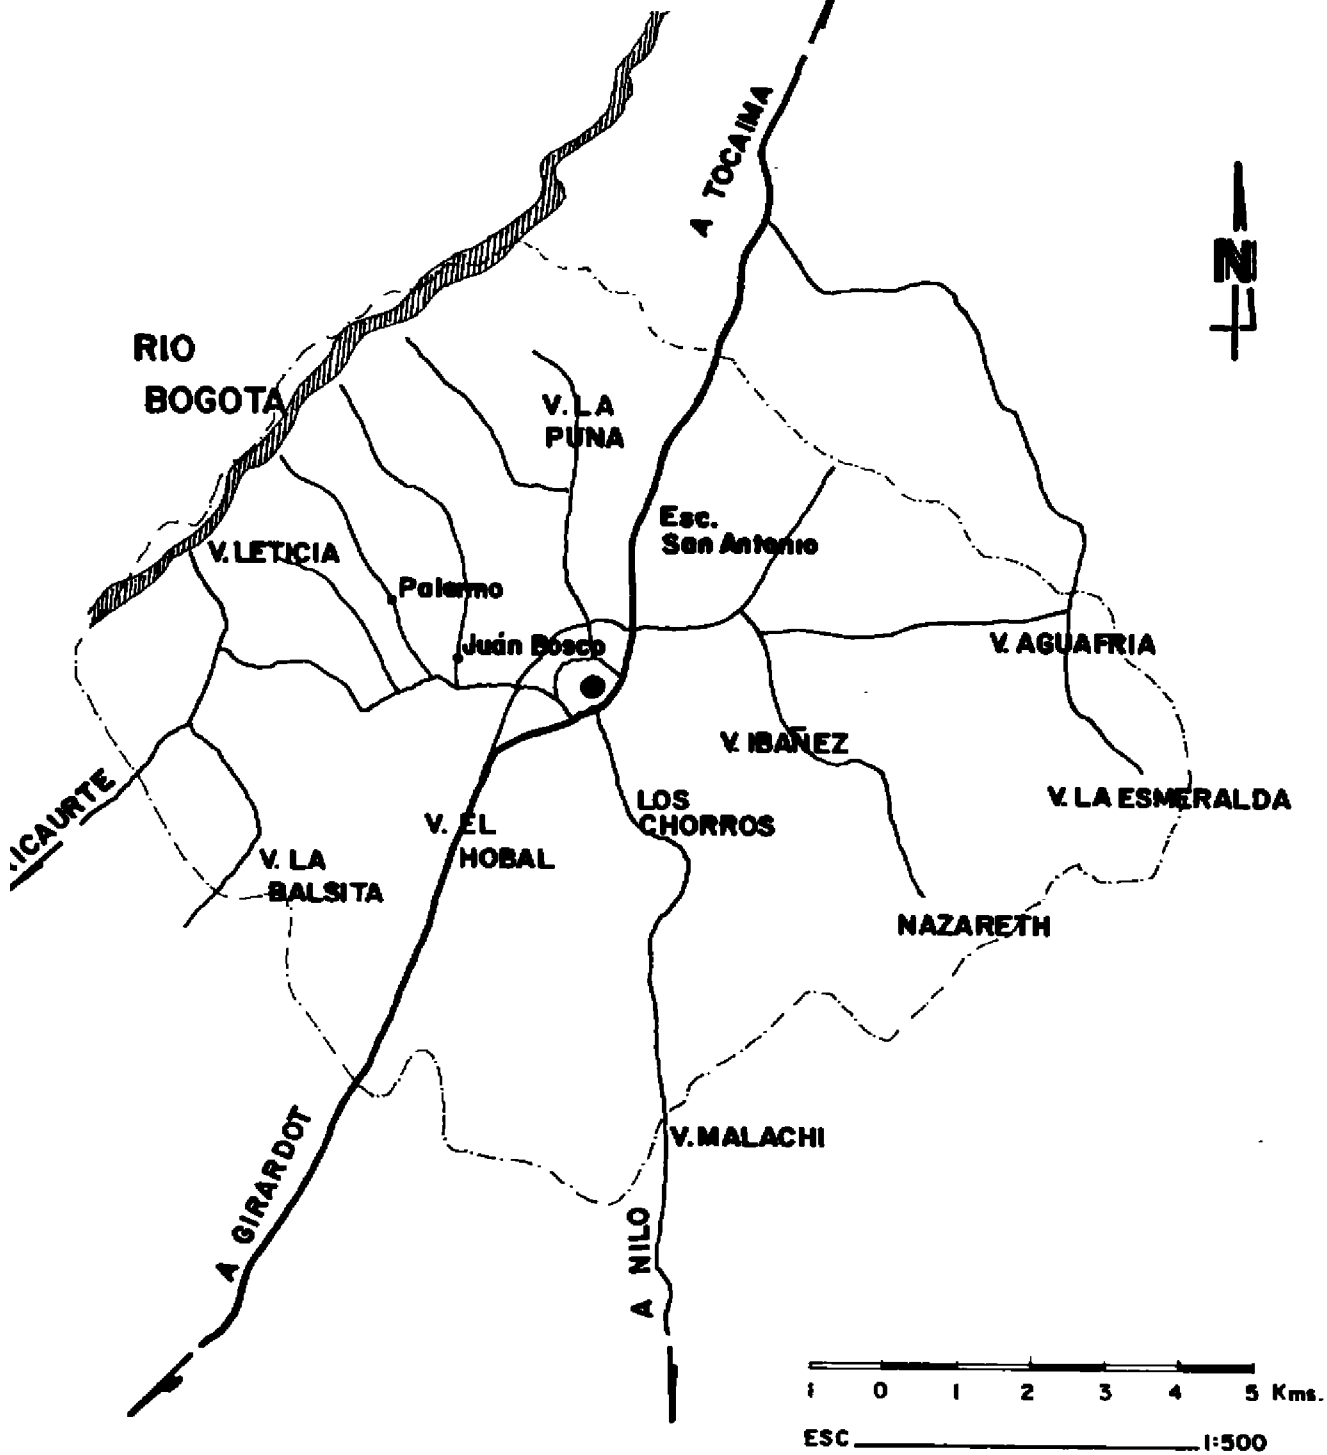 A TOCAIMA
N
RIO
BOGOTA
V. LA
PUNA
Esc.
San Antonio
V. LETICIA
Palermo
Juán Bosco
V. AGUAFRIA
V. IBAÑEZ
V. LA ESMERALDA
ICAURTE
LOS
CHORROS
V. EL
HOBAL
V. LA
BALSITA
NAZARETH
V. MALACHI
A GIRARDOT
A NILO
1 0 1 2 3 4 5 Kms.
ESC 1:500